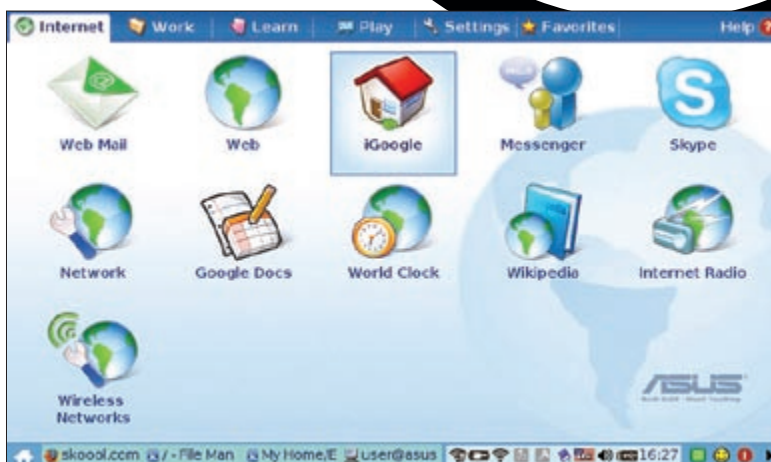 Internet Work Learn Play Settings Favorites Help
Web Mail Web iGoogle Messenger Skype
Network Google Docs World Clock Wikipedia Internet Radio
Wireless
Networks
ASUS
skoool.com / - File Man My Home/E user@asus 16:27